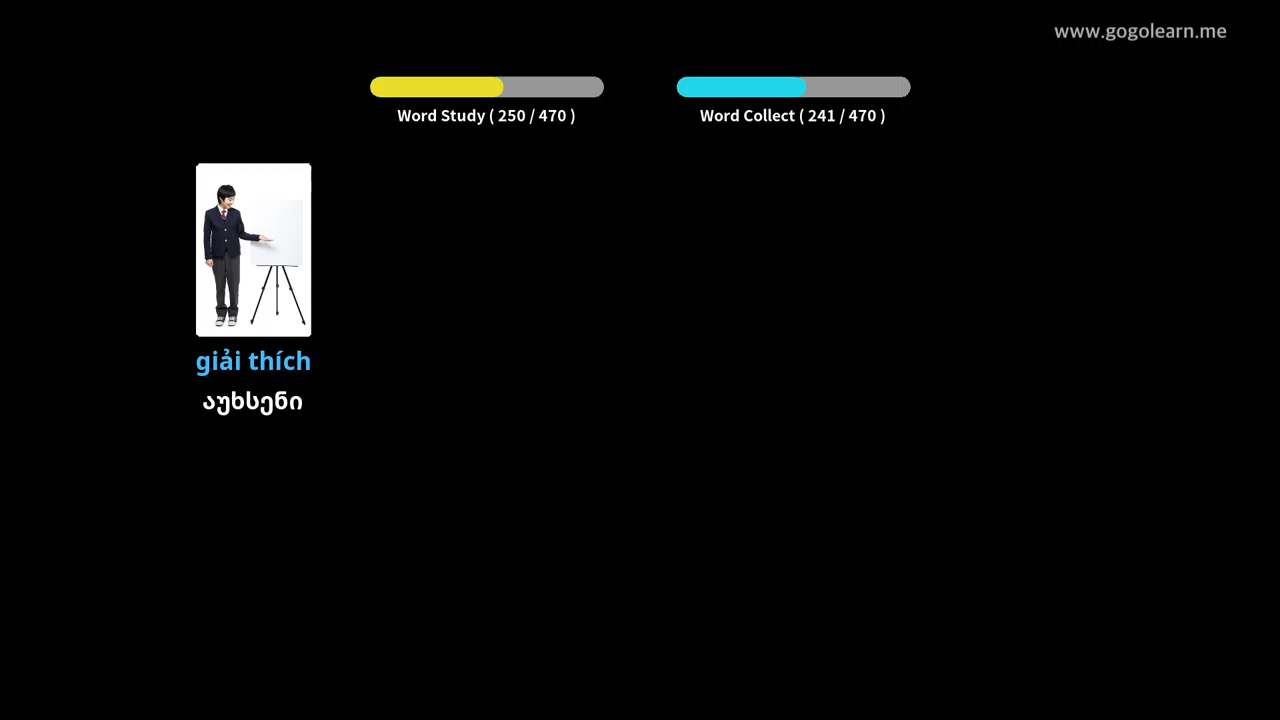 www.gogolearn.me
Word Study ( 250 / 470 )
Word Collect ( 241 / 470 )
giải thích
აუხსენი